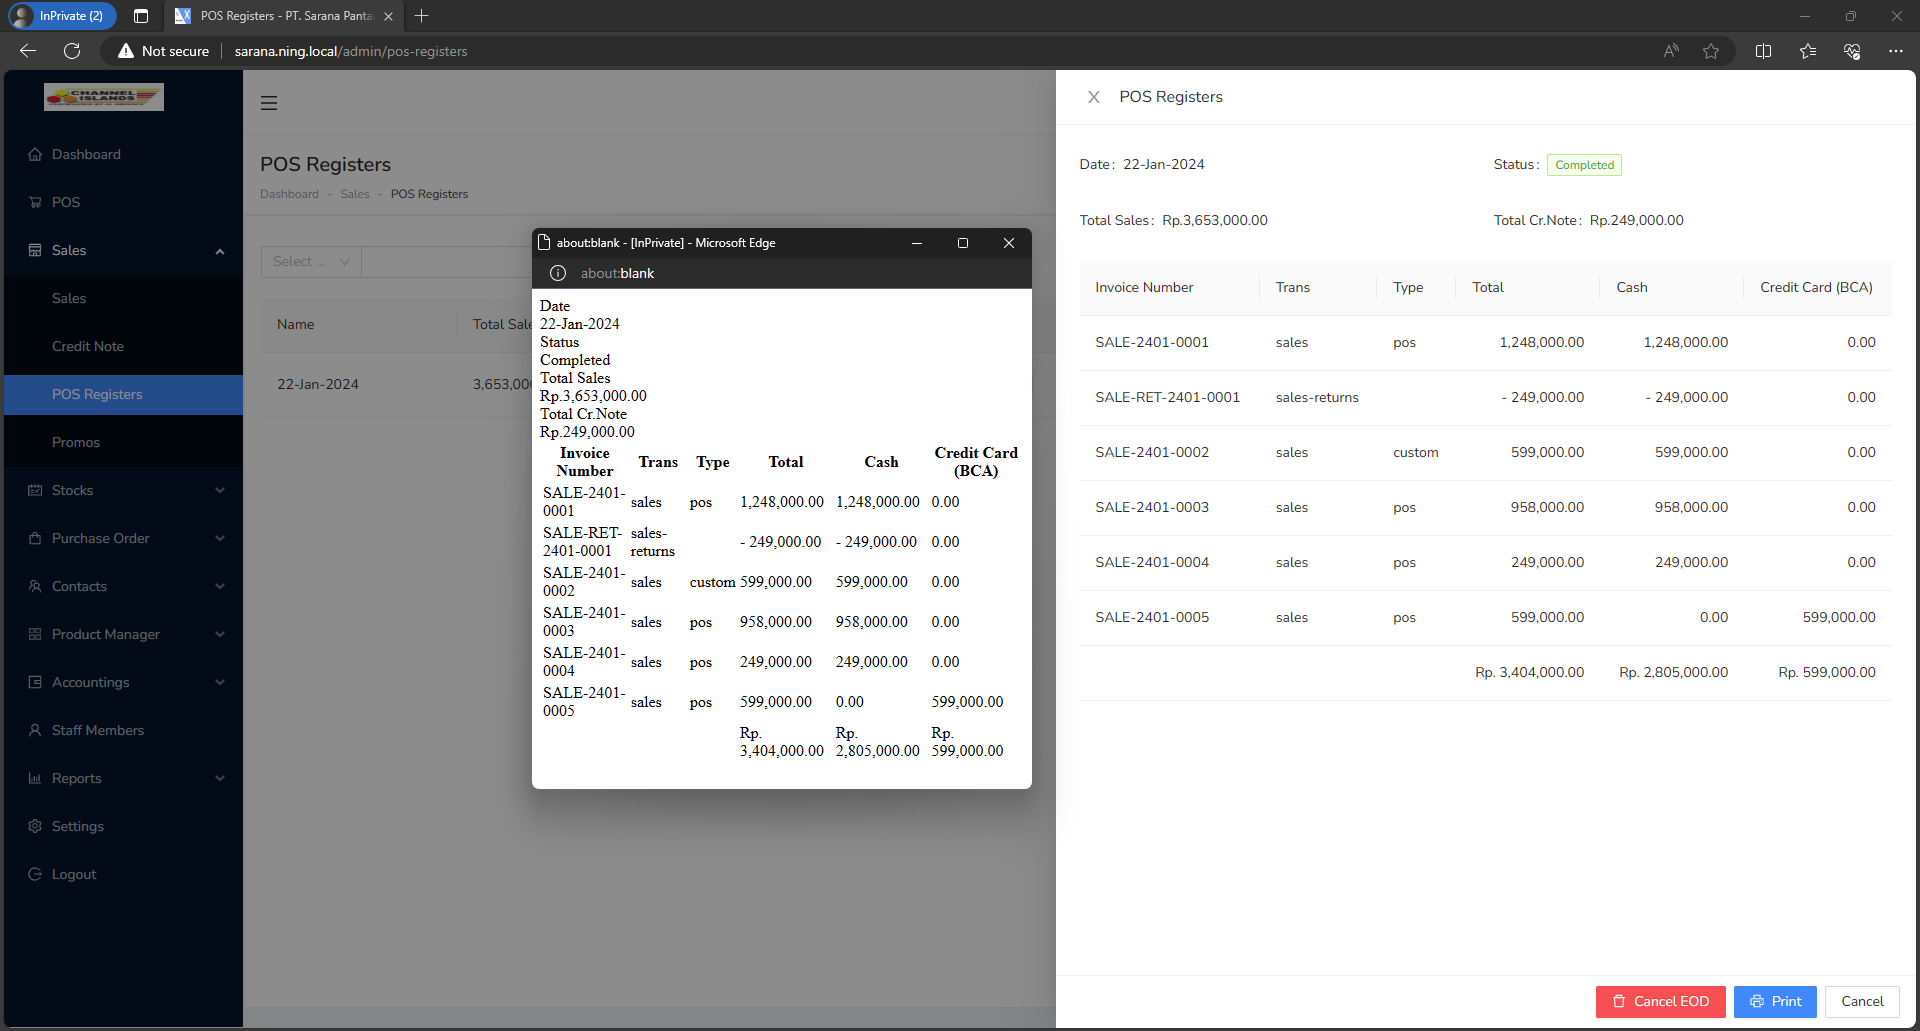 InPrivate (2)
POS Registers - PT. Sarana Panta
Not secure
sarana.ning.local/admin/pos-registers
CHANNEL
ISLANDS
Dashboard
POS
Sales
Sales
Credit Note
POS Registers
Promos
Stocks
Purchase Order
Contacts
Product Manager
Accountings
Staff Members
Reports
Settings
Logout
POS Registers
Dashboard - Sales - POS Registers
Select ...
Name Total Sale
22-Jan-2024 3,653,00
about:blank - [InPrivate] - Microsoft Edge
about:blank
Date
22-Jan-2024
Status
Completed
Total Sales
Rp.3,653,000.00
Total Cr.Note
Rp.249,000.00
Invoice Number Trans Type Total Cash Credit Card (BCA)
SALE-2401-0001 sales pos 1,248,000.00 1,248,000.00 0.00
SALE-RET-2401-0001 sales-returns - 249,000.00 - 249,000.00 0.00
SALE-2401-0002 sales custom 599,000.00 599,000.00 0.00
SALE-2401-0003 sales pos 958,000.00 958,000.00 0.00
SALE-2401-0004 sales pos 249,000.00 249,000.00 0.00
SALE-2401-0005 sales pos 599,000.00 0.00 599,000.00
Rp. 3,404,000.00 Rp. 2,805,000.00 Rp. 599,000.00
POS Registers
Date: 22-Jan-2024 Status: Completed
Total Sales: Rp.3,653,000.00 Total Cr.Note: Rp.249,000.00
Invoice Number Trans Type Total Cash Credit Card (BCA)
SALE-2401-0001 sales pos 1,248,000.00 1,248,000.00 0.00
SALE-RET-2401-0001 sales-returns - 249,000.00 - 249,000.00 0.00
SALE-2401-0002 sales custom 599,000.00 599,000.00 0.00
SALE-2401-0003 sales pos 958,000.00 958,000.00 0.00
SALE-2401-0004 sales pos 249,000.00 249,000.00 0.00
SALE-2401-0005 sales pos 599,000.00 0.00 599,000.00
Rp. 3,404,000.00 Rp. 2,805,000.00 Rp. 599,000.00
Cancel EOD
Print
Cancel